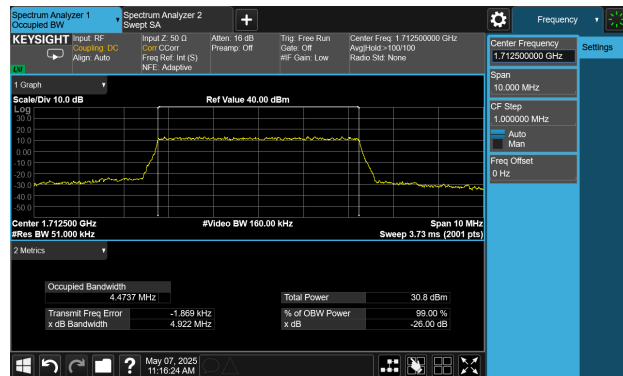 Spectrum Analyzer 1
Occupied BW
Spectrum Analyzer 2
Swept SA
+
Frequency
KEYSIGHT
Input: RF
Coupling: DC
Align: Auto
Input Z: 50 Ω
Corr CCorr
Freq Ref: Int (S)
NFE: Adaptive
Atten: 16 dB
Preamp: Off
Trig: Free Run
Gate: Off
#IF Gain: Low
Center Freq: 1.712500000 GHz
Avg|Hold:>100/100
Radio Std: None
LXI
Center Frequency
1.712500000 GHz
Settings
Span
10.000 MHz
CF Step
1.000000 MHz
Auto
Man
Freq Offset
0 Hz
1 Graph
Scale/Div 10.0 dB
Ref Value 40.00 dBm
Log
30.0
20.0
10.0
0.00
-10.0
-20.0
-30.0
-40.0
-50.0
Center 1.712500 GHz
#Video BW 160.00 kHz
Span 10 MHz
#Res BW 51.000 kHz
Sweep 3.73 ms (2001 pts)
2 Metrics
Occupied Bandwidth
4.4737 MHz
Total Power 30.8 dBm
Transmit Freq Error -1.869 kHz
% of OBW Power 99.00 %
x dB Bandwidth 4.922 MHz
x dB -26.00 dB
?
May 07, 2025
11:16:24 AM